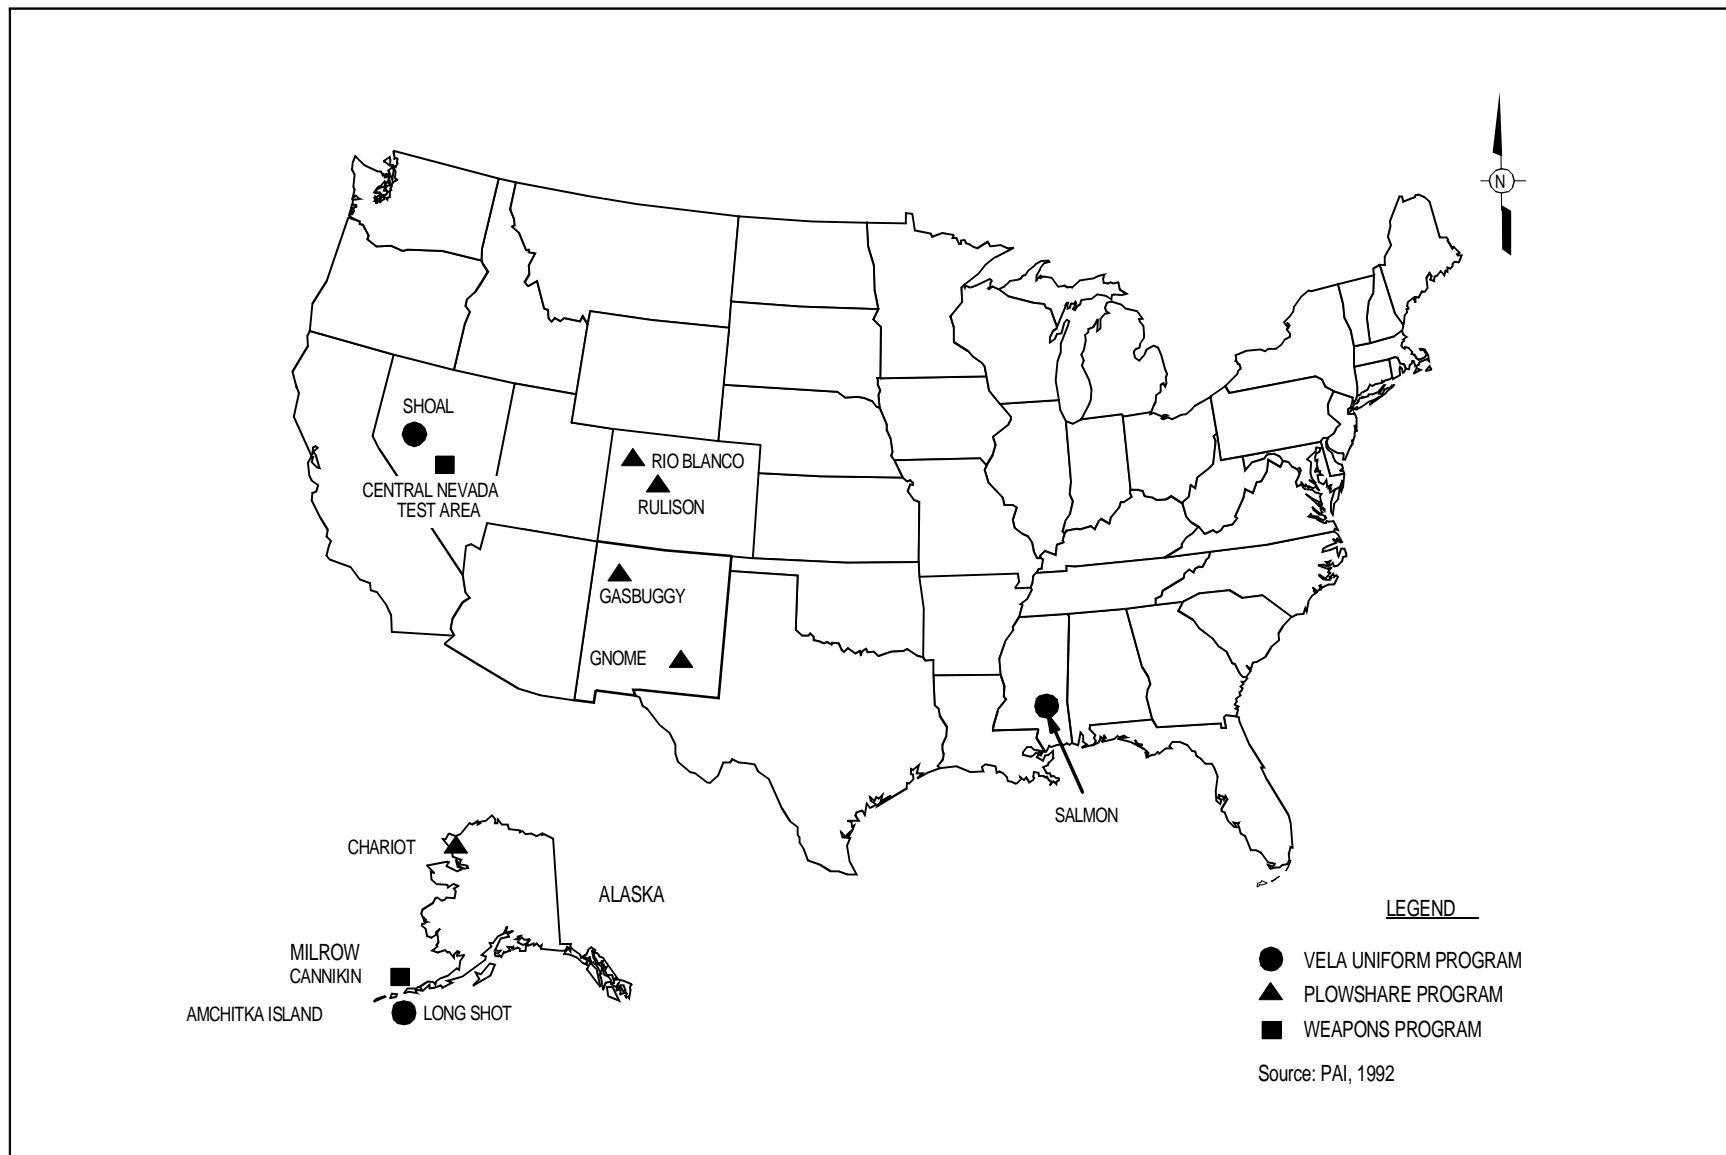 N
SHOAL
CENTRAL NEVADA
TEST AREA
RIO BLANCO
RULISON
GASBUGGY
GNOME
SALMON
CHARIOT
ALASKA
MILROW
CANNIKIN
AMCHITKA ISLAND
LONG SHOT
LEGEND
VELA UNIFORM PROGRAM
PLOWSHARE PROGRAM
WEAPONS PROGRAM
Source: PAI, 1992